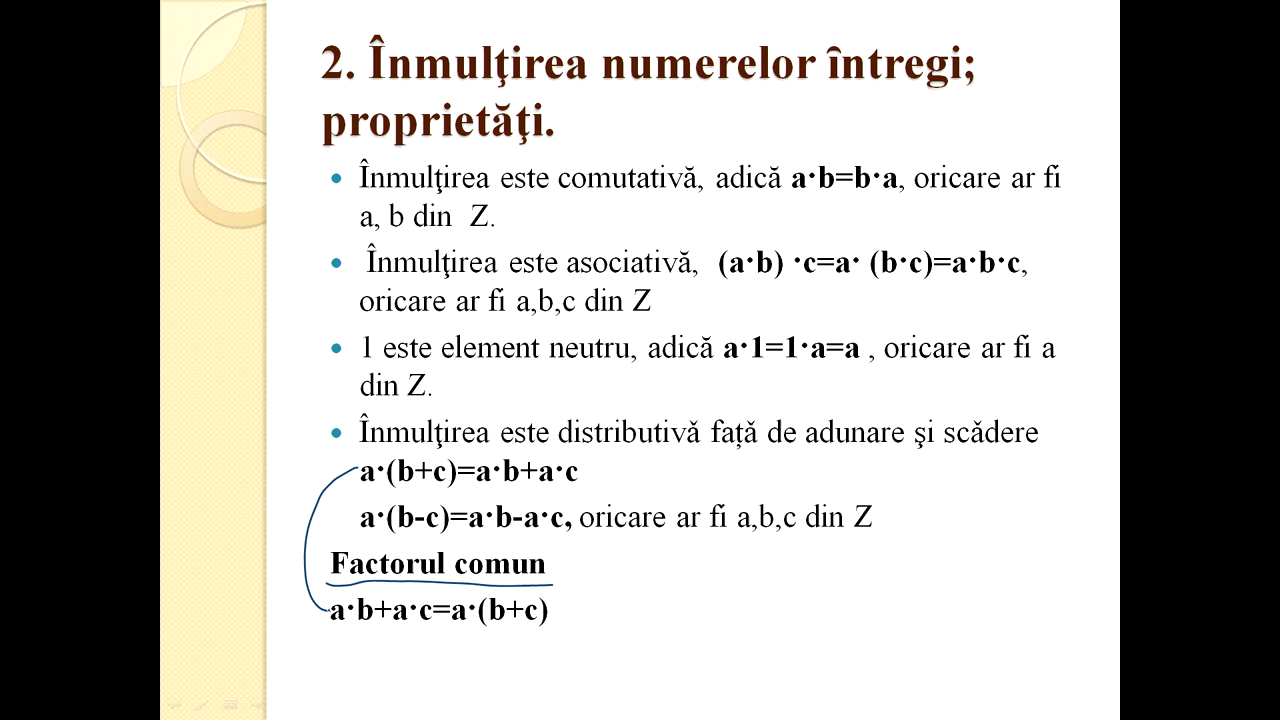 2. Înmulţirea numerelor întregi;
proprietăţi.
• Înmulţirea este comutativă, adică a·b=b·a, oricare ar fi
a, b din Z.
• Înmulţirea este asociativă, (a·b) ·c=a· (b·c)=a·b·c,
oricare ar fi a,b,c din Z
• 1 este element neutru, adică a·1=1·a=a , oricare ar fi a
din Z.
• Înmulţirea este distributivă față de adunare şi scădere
a·(b+c)=a·b+a·c
a·(b-c)=a·b-a·c, oricare ar fi a,b,c din Z
Factorul comun
a·b+a·c=a·(b+c)